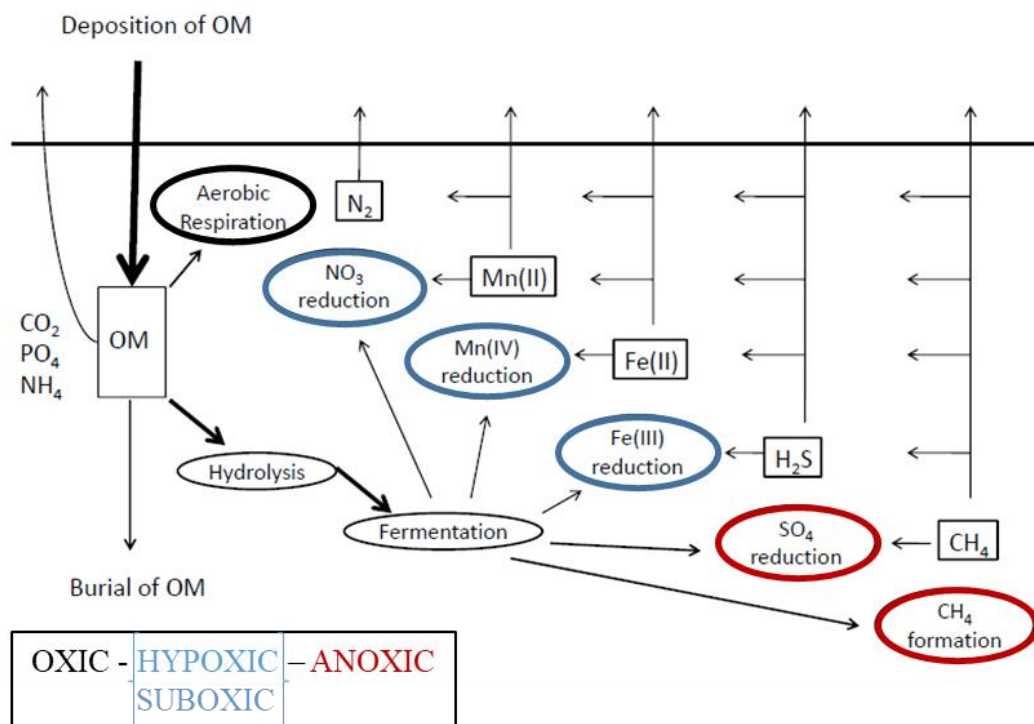 Deposition of OM
Aerobic
Respiration
N₂
NO₃
reduction
Mn(II)
CO₂
PO₄
NH₄
OM
Mn(IV)
reduction
Fe(II)
Hydrolysis
Fe(III)
reduction
H₂S
Fermentation
SO₄
reduction
CH₄
Burial of OM
CH₄
formation
OXIC - HYPOXIC – ANOXIC
SUBOXIC